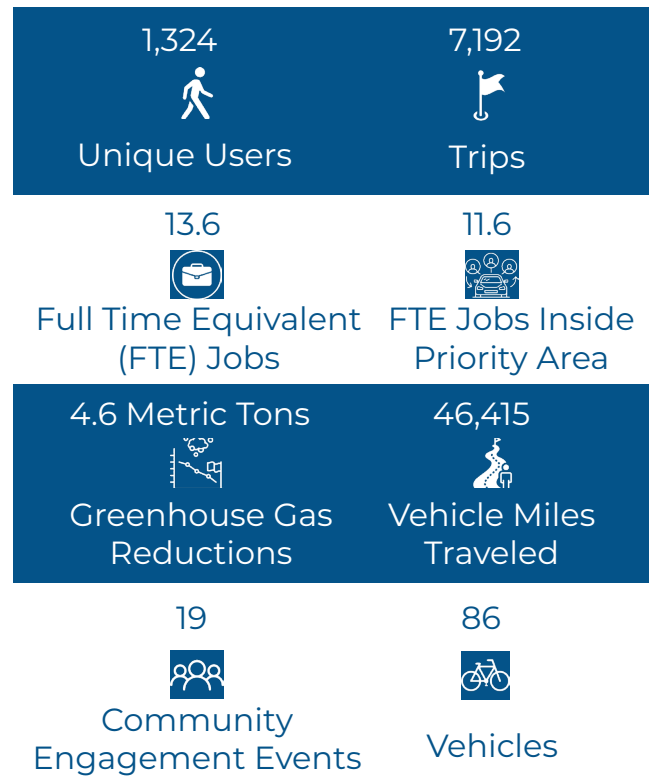 1,324
7,192
Unique Users
Trips
13.6
11.6
Full Time Equivalent
(FTE) Jobs
FTE Jobs Inside
Priority Area
4.6 Metric Tons
46,415
Greenhouse Gas
Reductions
Vehicle Miles
Traveled
19
86
Community
Engagement Events
Vehicles